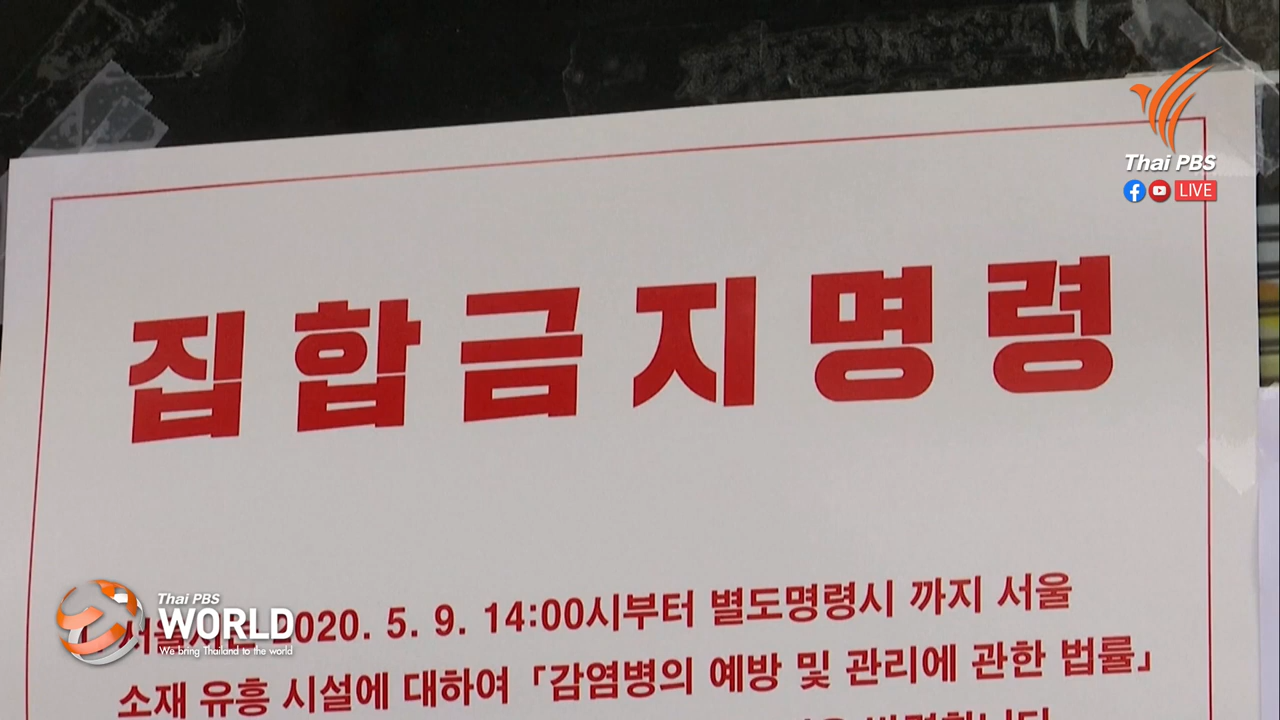 Thai PBS
LIVE
집합금지명령
2020. 5. 9. 14:00시부터 별도명령시 까지 서울
소재 유흥 시설에 대하여 「감염병의 예방 및 관리에 관한 법률」
Thai PBS
WORLD
We bring Thailand to the world